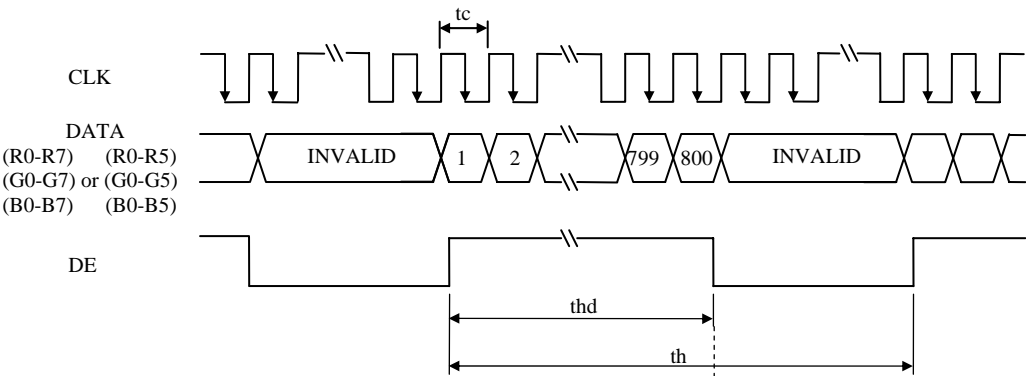 tc
CLK
DATA
(R0-R7) (R0-R5)
(G0-G7) or (G0-G5)
(B0-B7) (B0-B5)
INVALID 1 2 799 800 INVALID
DE
thd
th